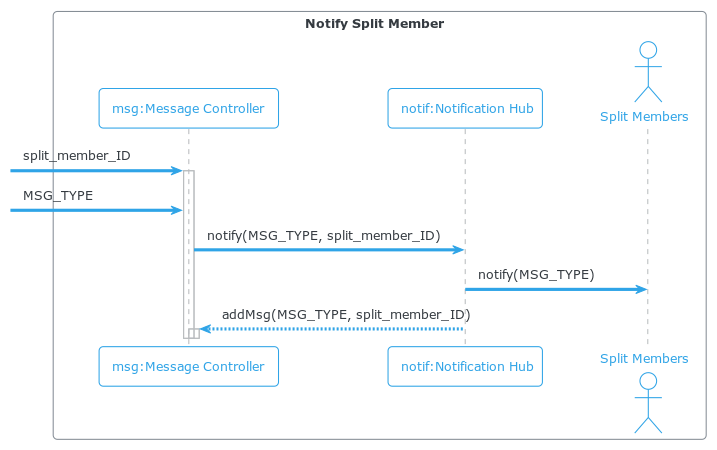 Notify Split Member
msg:Message Controller
notif:Notification Hub
Split Members
split_member_ID
MSG_TYPE
notify(MSG_TYPE, split_member_ID)
notify(MSG_TYPE)
addMsg(MSG_TYPE, split_member_ID)
msg:Message Controller
notif:Notification Hub
Split Members